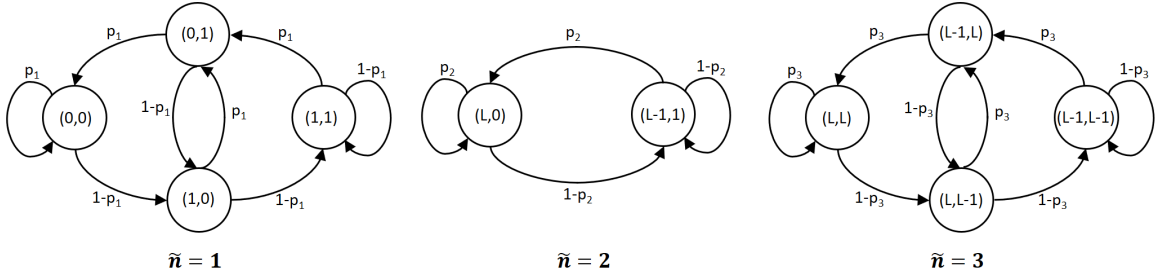 p₁
(0,1)
p₁
p₁
1-p₁
(0,0)
1-p₁
p₁
(1,1)
1-p₁
(1,0)
1-p₁
ñ = 1
p₂
p₂
1-p₂
(L,0)
(L-1,1)
1-p₂
ñ = 2
p₃
(L-1,L)
p₃
p₃
1-p₃
(L,L)
1-p₃
p₃
(L-1,L-1)
1-p₃
(L,L-1)
1-p₃
ñ = 3